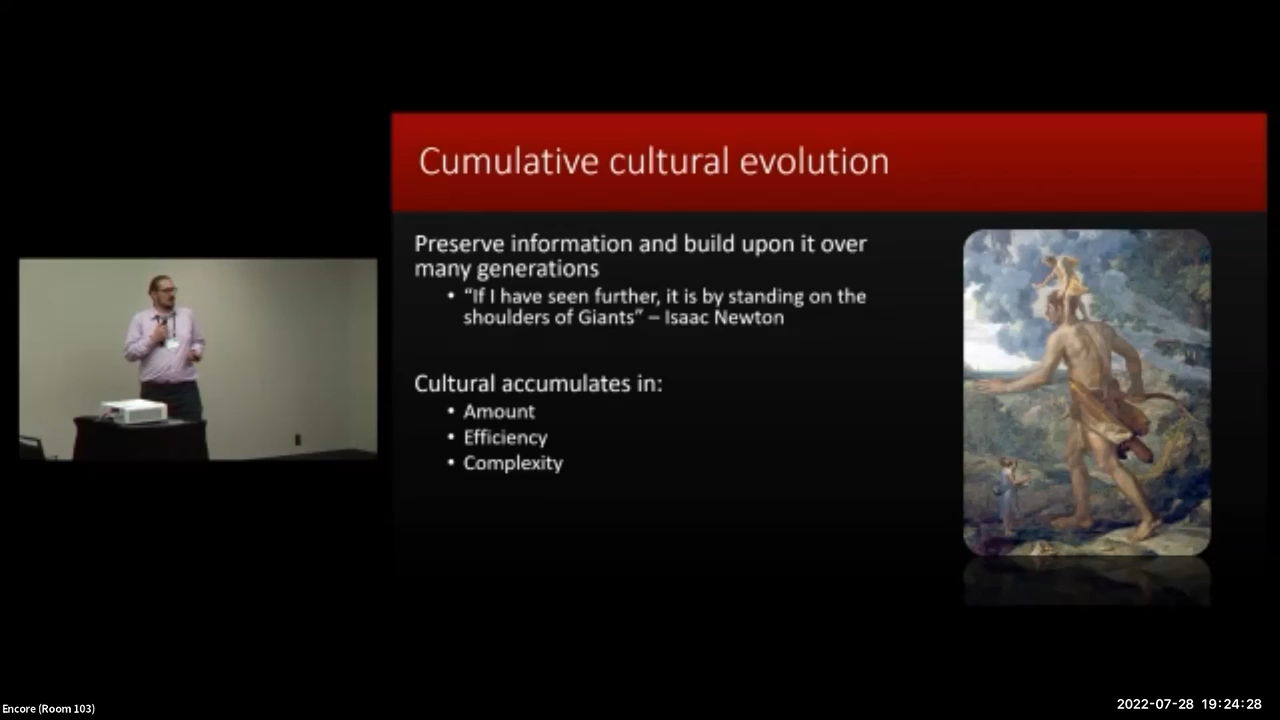 Cumulative cultural evolution
Preserve information and build upon it over
many generations
• “If I have seen further, it is by standing on the
shoulders of Giants” – Isaac Newton
Cultural accumulates in:
• Amount
• Efficiency
• Complexity
Encore (Room 103)
2022-07-28 19:24:28